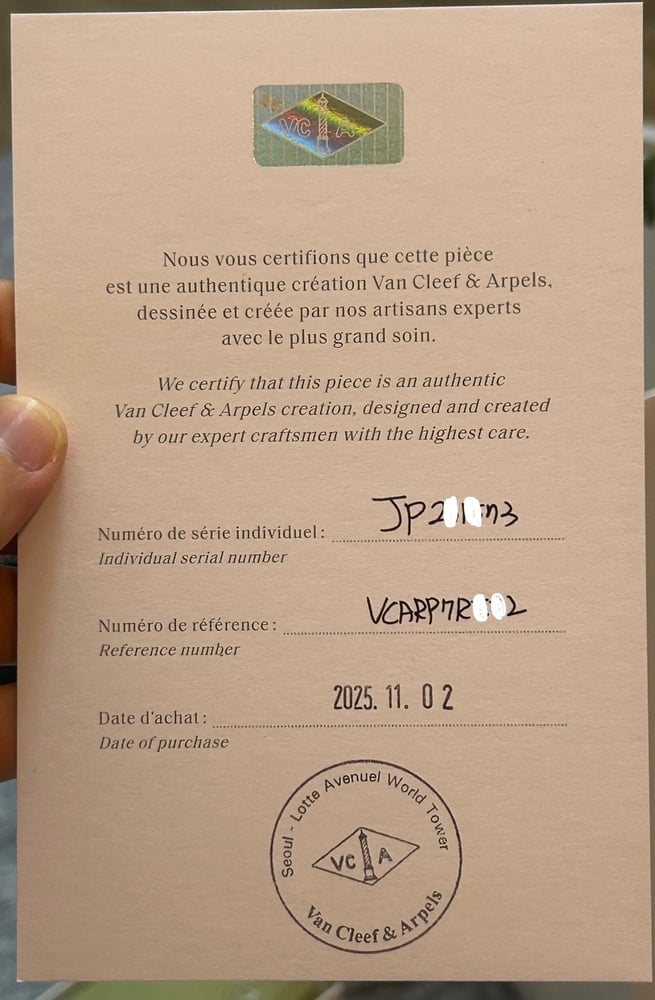 VC A
Nous vous certifions que cette pièce
est une authentique création Van Cleef & Arpels,
dessinée et créée par nos artisans experts
avec le plus grand soin.
We certify that this piece is an authentic
Van Cleef & Arpels creation, designed and created
by our expert craftsmen with the highest care.
Numéro de série individuel :
Individual serial number
Numéro de référence :
Reference number
Date d'achat : 2025. 11. 02
Date of purchase
Seoul - Lotte Avenuel World Tower
VC A
Van Cleef & Arpels